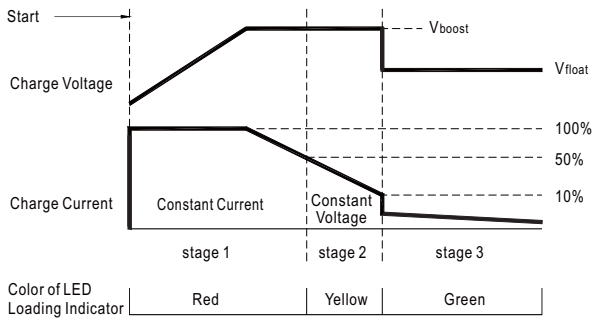 Start
Vboost
Charge Voltage
Vfloat
100%
50%
10%
Charge Current
Constant Current
Constant
Voltage
stage 1
stage 2
stage 3
Color of LED
Loading Indicator
Red
Yellow
Green